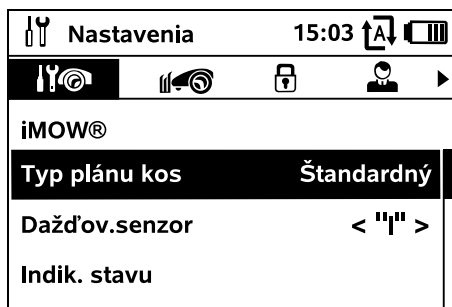 Nastavenia 15:03 A
iMOW®
Typ plánu kos Štandardný
Dažďov.senzor < "I" >
Indik. stavu